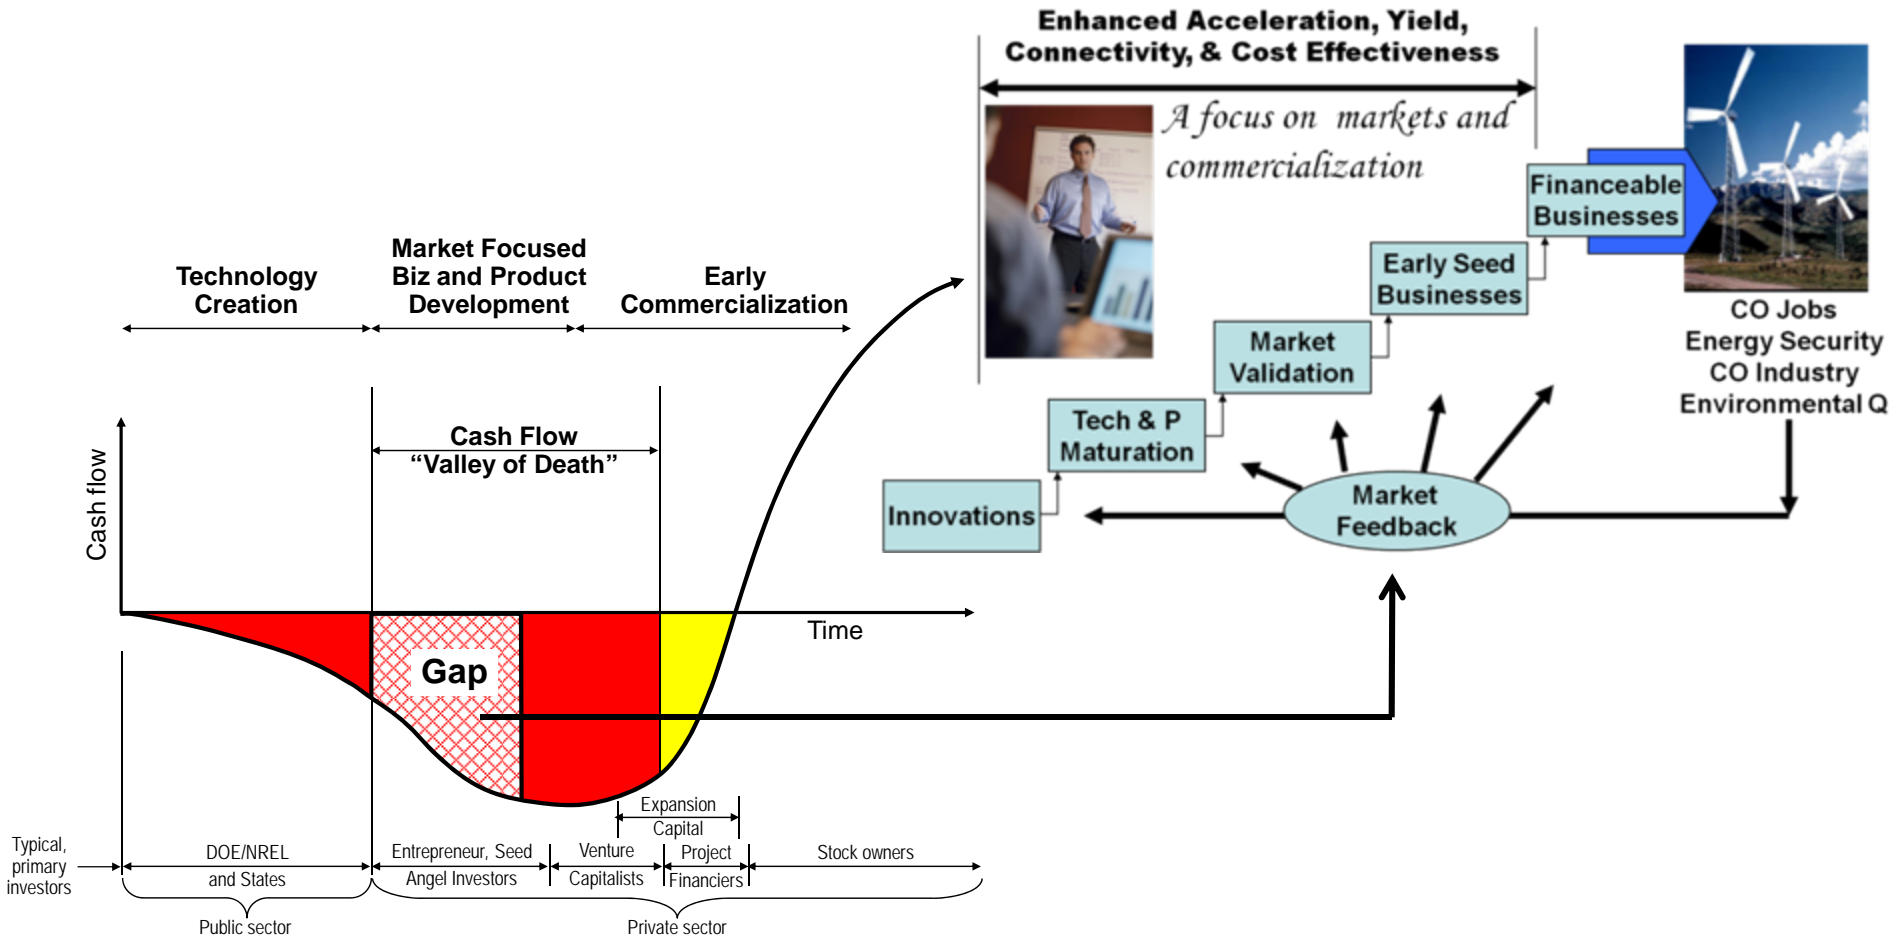 Enhanced Acceleration, Yield,
Connectivity, & Cost Effectiveness
A focus on markets and
commercialization
Financeable
Businesses
Early Seed
Businesses
Market
Validation
Tech & P
Maturation
Innovations
Market
Feedback
CO Jobs
Energy Security
CO Industry
Environmental Q
Technology
Creation
Market Focused
Biz and Product
Development
Early
Commercialization
Cash Flow
“Valley of Death”
Cash flow
Time
Gap
Expansion
Capital
Typical,
primary
investors
DOE/NREL
and States
Entrepreneur, Seed
Angel Investors
Venture
Capitalists
Project
Financiers
Stock owners
Public sector
Private sector